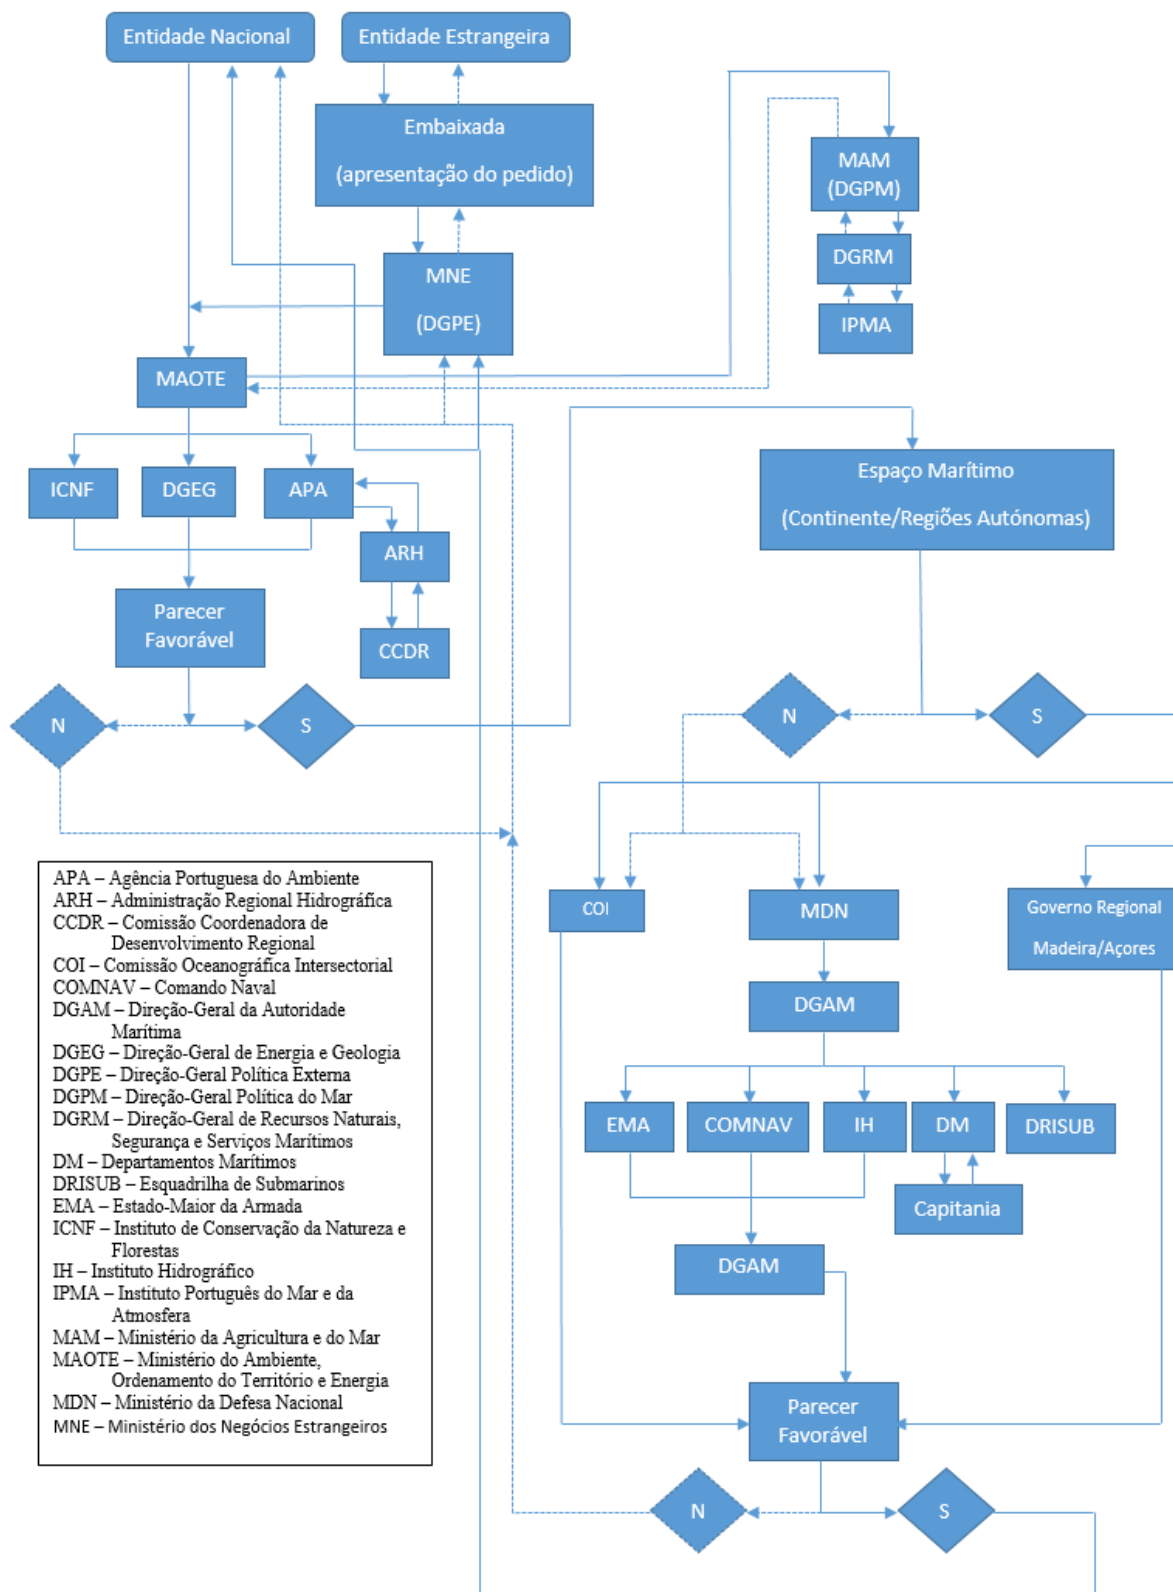 Entidade Nacional
Entidade Estrangeira
Embaixada
(apresentação do pedido)
MAM
(DGPM)
DGRM
IPMA
MNE
(DGPE)
MAOTE
ICNF
DGEG
APA
ARH
CCDR
Espaço Marítimo
(Continente/Regiões Autónomas)
Parecer
Favorável
N
S
N
S
COI
MDN
Governo Regional
Madeira/Açores
DGAM
EMA
COMNAV
IH
DM
DRISUB
Capitania
DGAM
Parecer
Favorável
N
S
APA – Agência Portuguesa do Ambiente
ARH – Administração Regional Hidrográfica
CCDR – Comissão Coordenadora de
Desenvolvimento Regional
COI – Comissão Oceanográfica Intersectorial
COMNAV – Comando Naval
DGAM – Direção-Geral da Autoridade
Marítima
DGEG – Direção-Geral de Energia e Geologia
DGPE – Direção-Geral Política Externa
DGPM – Direção-Geral Política do Mar
DGRM – Direção-Geral de Recursos Naturais,
Segurança e Serviços Marítimos
DM – Departamentos Marítimos
DRISUB – Esquadrilha de Submarinos
EMA – Estado-Maior da Armada
ICNF – Instituto de Conservação da Natureza e
Florestas
IH – Instituto Hidrográfico
IPMA – Instituto Português do Mar e da
Atmosfera
MAM – Ministério da Agricultura e do Mar
MAOTE – Ministério do Ambiente,
Ordenamento do Território e Energia
MDN – Ministério da Defesa Nacional
MNE – Ministério dos Negócios Estrangeiros